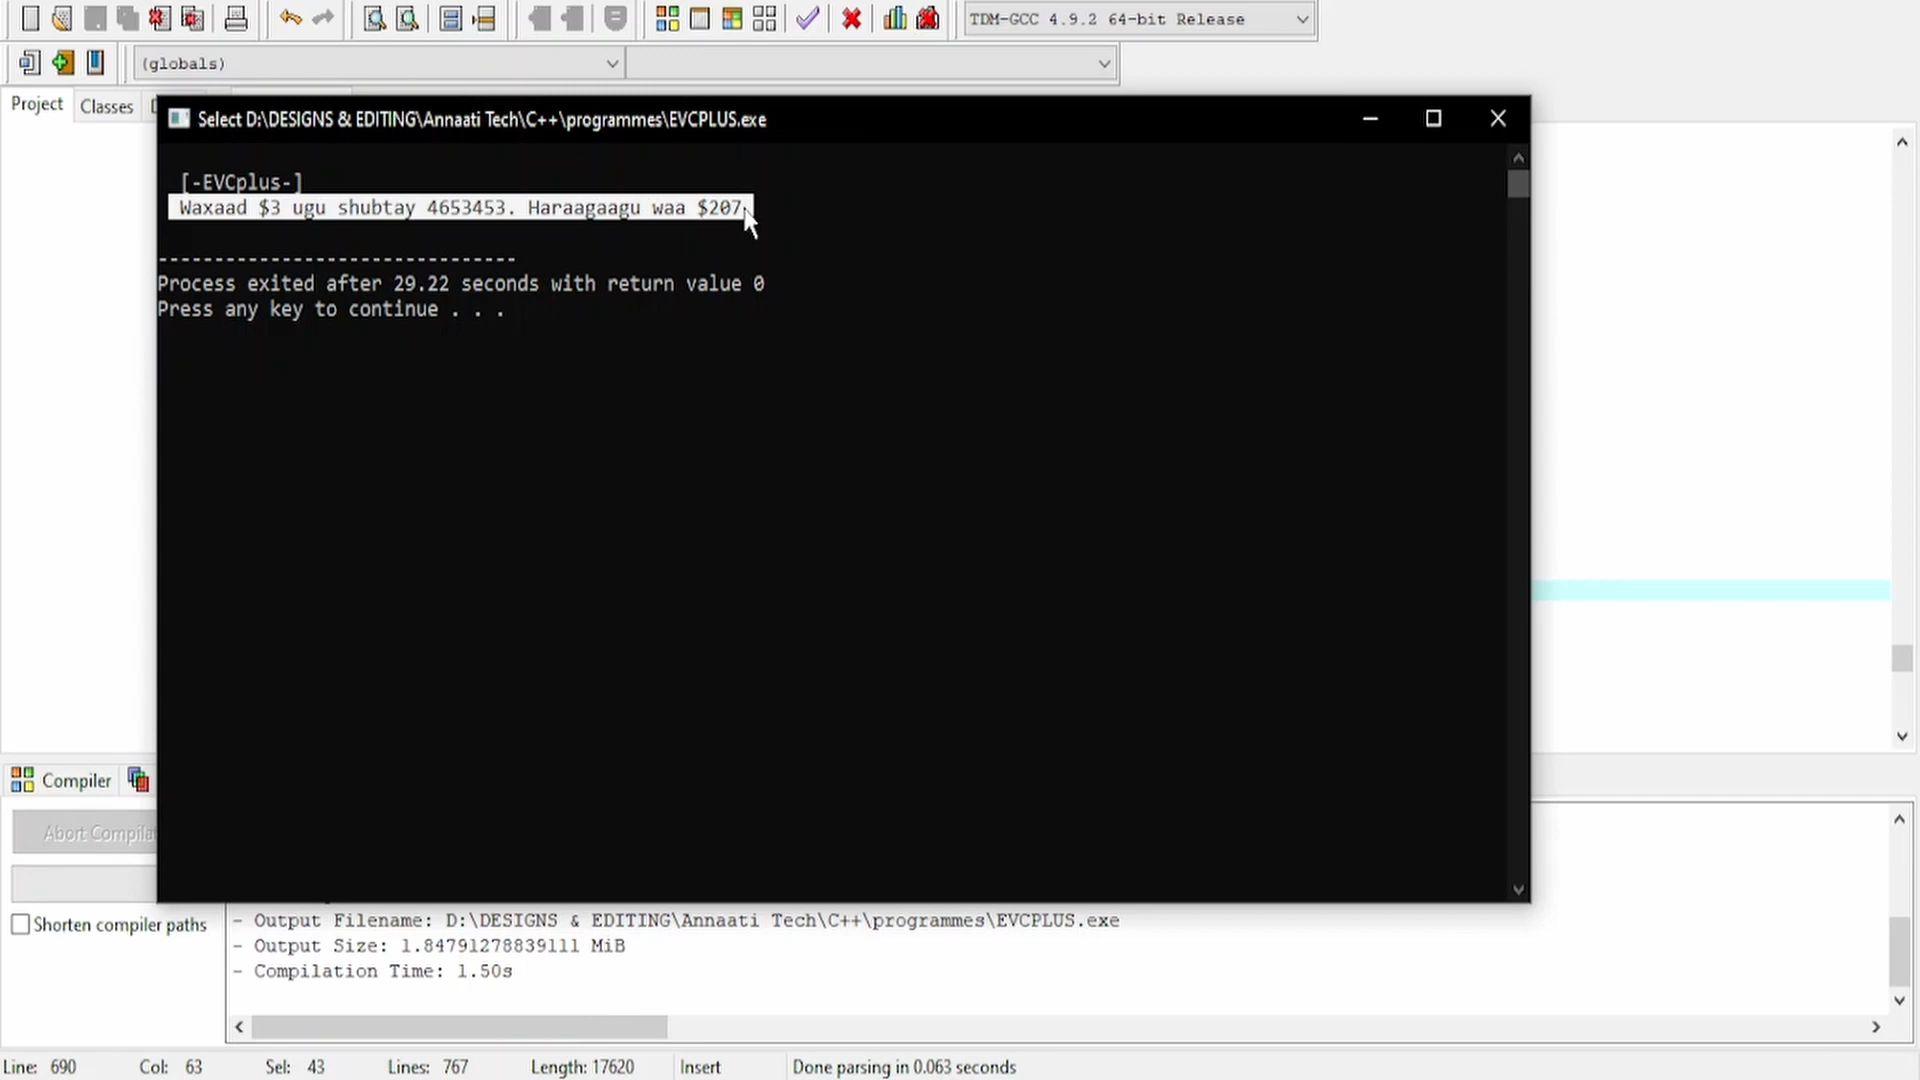 TDM-GCC 4.9.2 64-bit Release
(globals)
Project Classes
Select D:\DESIGNS & EDITING\Annaati Tech\C++\programmes\EVCPLUS.exe
[-EVCplus-]
Waxaad $3 ugu shubtay 4653453. Haraagaagu waa $207.
--------------------------------
Process exited after 29.22 seconds with return value 0
Press any key to continue . . .
Compiler
Abort Compila
Shorten compiler paths
- Output Filename: D:\DESIGNS & EDITING\Annaati Tech\C++\programmes\EVCPLUS.exe
- Output Size: 1.84791278839111 MiB
- Compilation Time: 1.50s
Line: 690 Col: 63 Sel: 43 Lines: 767 Length: 17620 Insert Done parsing in 0.063 seconds